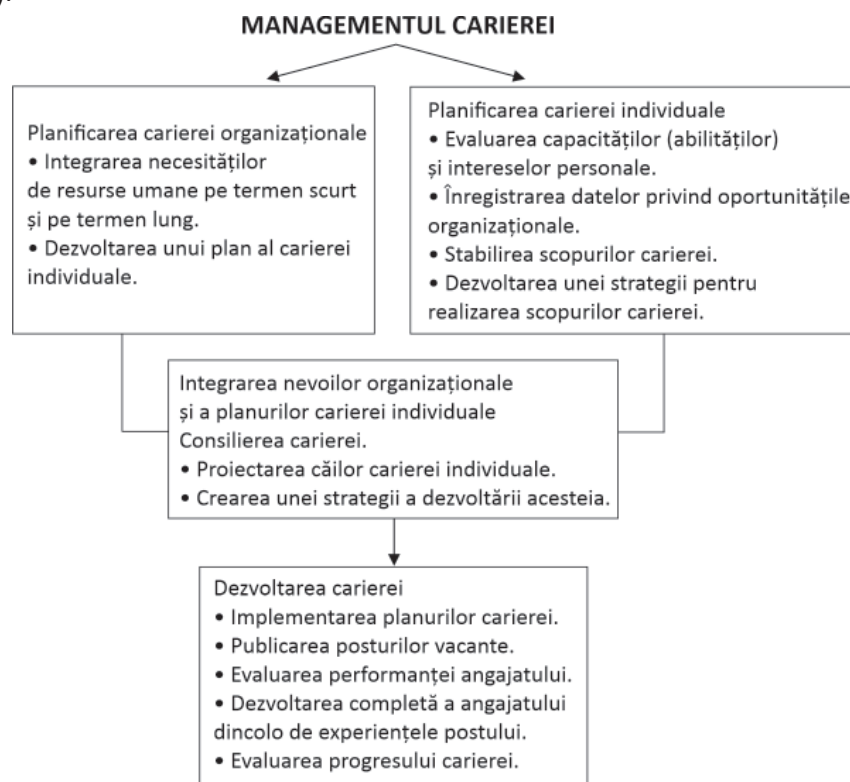 MANAGEMENTUL CARIEREI
Planificarea carierei organizaționale
• Integrarea necesităților
de resurse umane pe termen scurt
și pe termen lung.
• Dezvoltarea unui plan al carierei
individuale.
Planificarea carierei individuale
• Evaluarea capacităților (abilităților)
și intereselor personale.
• Înregistrarea datelor privind oportunitățile
organizaționale.
• Stabilirea scopurilor carierei.
• Dezvoltarea unei strategii pentru
realizarea scopurilor carierei.
Integrarea nevoilor organizaționale
și a planurilor carierei individuale
Consilierea carierei.
• Proiectarea căilor carierei individuale.
• Crearea unei strategii a dezvoltării acesteia.
Dezvoltarea carierei
• Implementarea planurilor carierei.
• Publicarea posturilor vacante.
• Evaluarea performanței angajatului.
• Dezvoltarea completă a angajatului
dincolo de experiențele postului.
• Evaluarea progresului carierei.